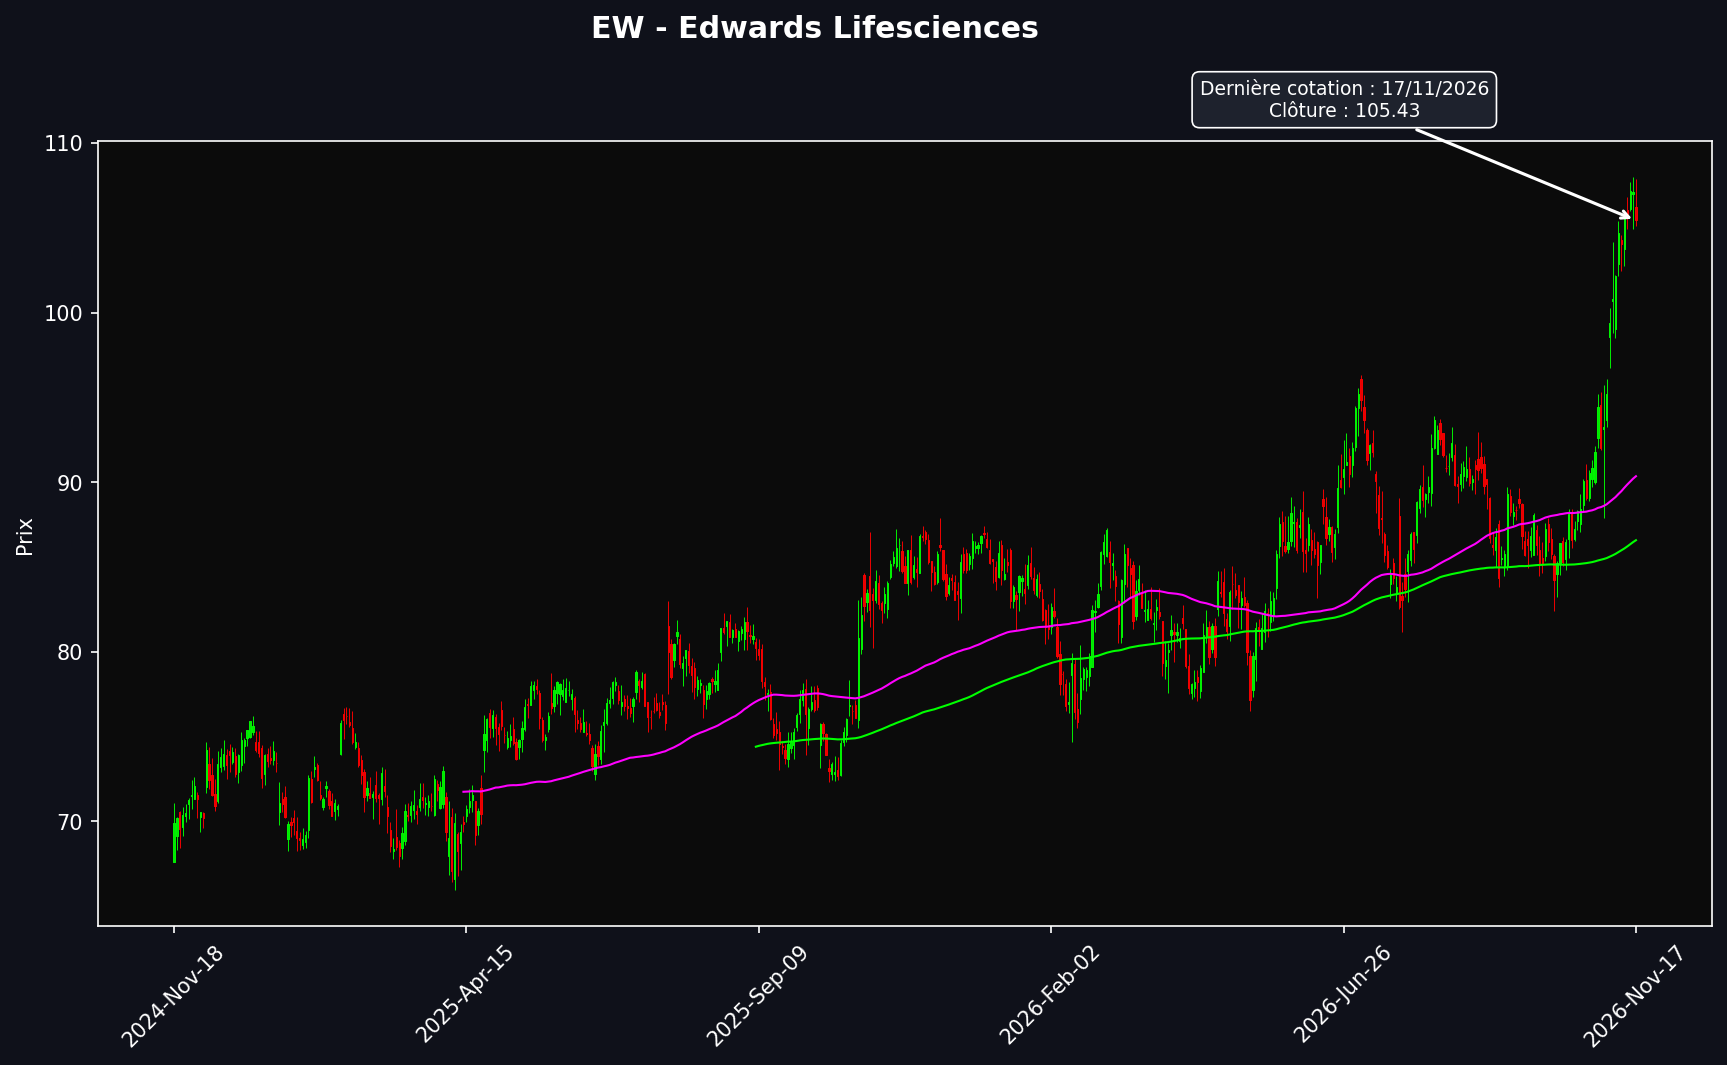 EW - Edwards Lifesciences
Dernière cotation : 17/11/2026
Clôture : 105.43
110
100
90
80
70
Prix
2024-Nov-18
2025-Apr-15
2025-Sep-09
2026-Feb-02
2026-Jun-26
2026-Nov-17